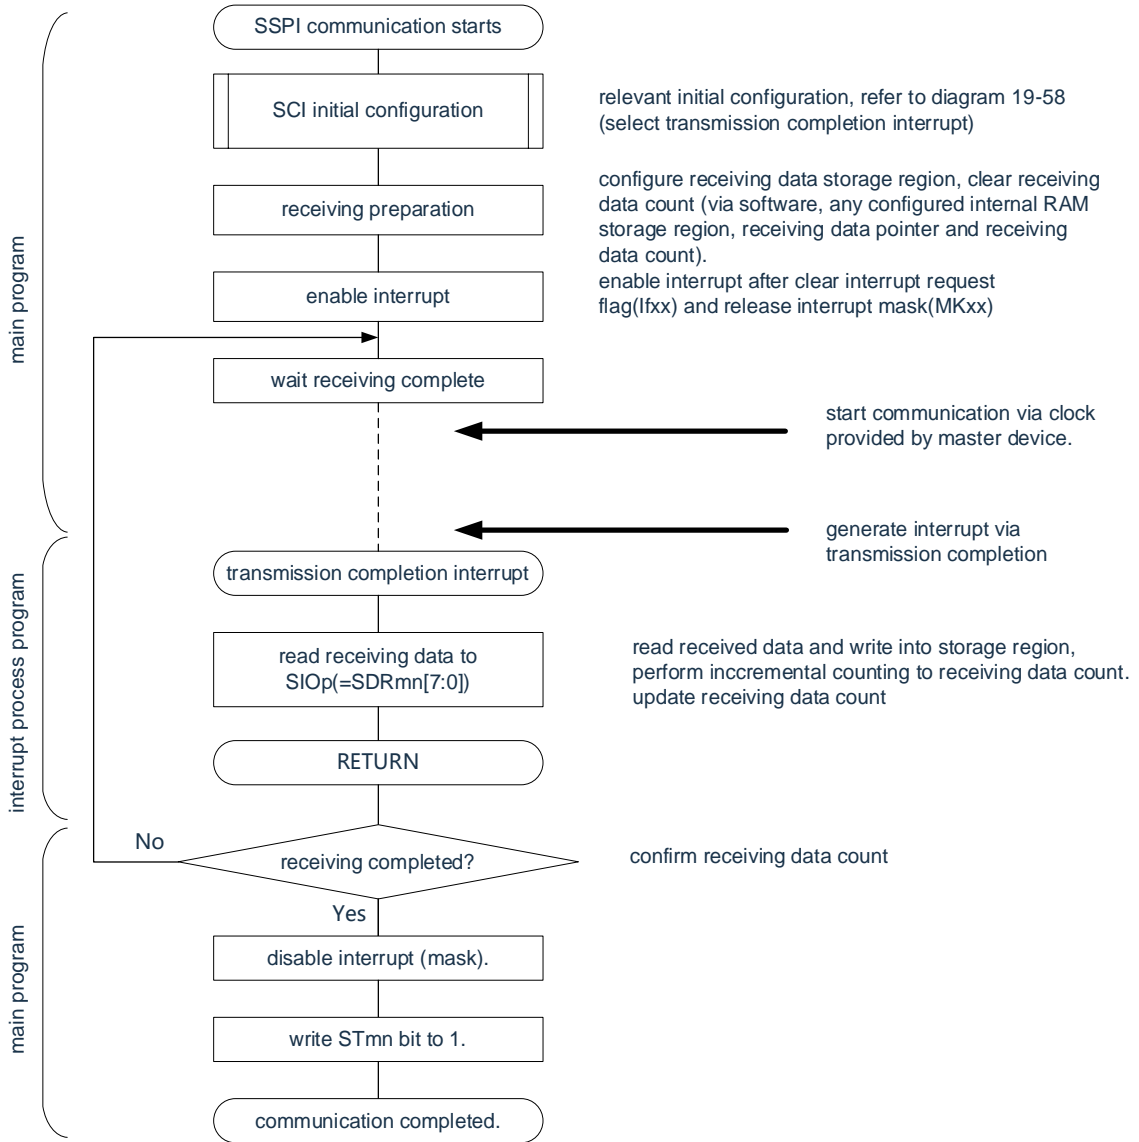 SSPI communication starts
SCI initial configuration
relevant initial configuration, refer to diagram 19-58
(select transmission completion interrupt)
receiving preparation
configure receiving data storage region, clear receiving
data count (via software, any configured internal RAM
storage region, receiving data pointer and receiving
data count).
enable interrupt
enable interrupt after clear interrupt request
flag(Ifxx) and release interrupt mask(MKxx)
main program
wait receiving complete
start communication via clock
provided by master device.
generate interrupt via
transmission completion
transmission completion interrupt
interrupt process program
read receiving data to
SIOp(=SDRmn[7:0])
read received data and write into storage region,
perform inccremental counting to receiving data count.
update receiving data count
RETURN
No
receiving completed?
confirm receiving data count
Yes
main program
disable interrupt (mask).
write STmn bit to 1.
communication completed.